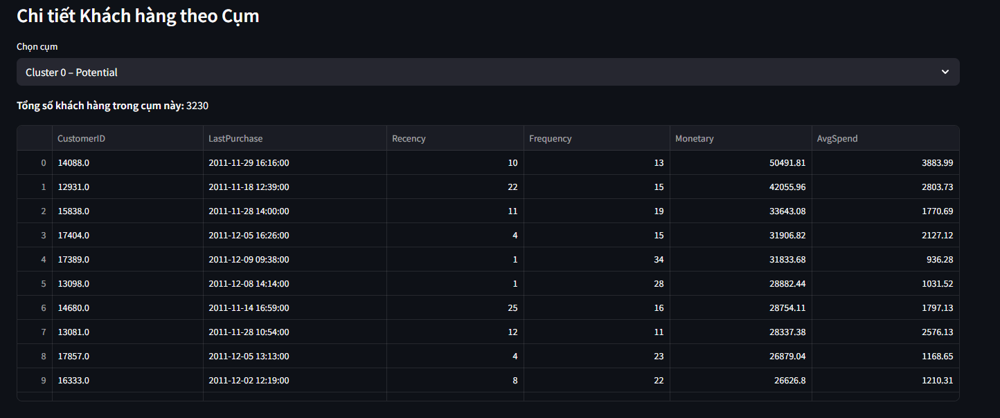 Chi tiết Khách hàng theo Cụm
Chọn cụm
Cluster 0 – Potential
Tổng số khách hàng trong cụm này: 3230
CustomerID LastPurchase Recency Frequency Monetary AvgSpend
0 14088.0 2011-11-29 16:16:00 10 13 50491.81 3883.99
1 12931.0 2011-11-18 12:39:00 22 15 42055.96 2803.73
2 15838.0 2011-11-28 14:00:00 11 19 33643.08 1770.69
3 17404.0 2011-12-05 16:26:00 4 15 31906.82 2127.12
4 17389.0 2011-12-09 09:38:00 1 34 31833.68 936.28
5 13098.0 2011-12-08 14:14:00 1 28 28882.44 1031.52
6 14680.0 2011-11-14 16:59:00 25 16 28754.11 1797.13
7 13081.0 2011-11-28 10:54:00 12 11 28337.38 2576.13
8 17857.0 2011-12-05 13:13:00 4 23 26879.04 1168.65
9 16333.0 2011-12-02 12:19:00 8 22 26626.8 1210.31